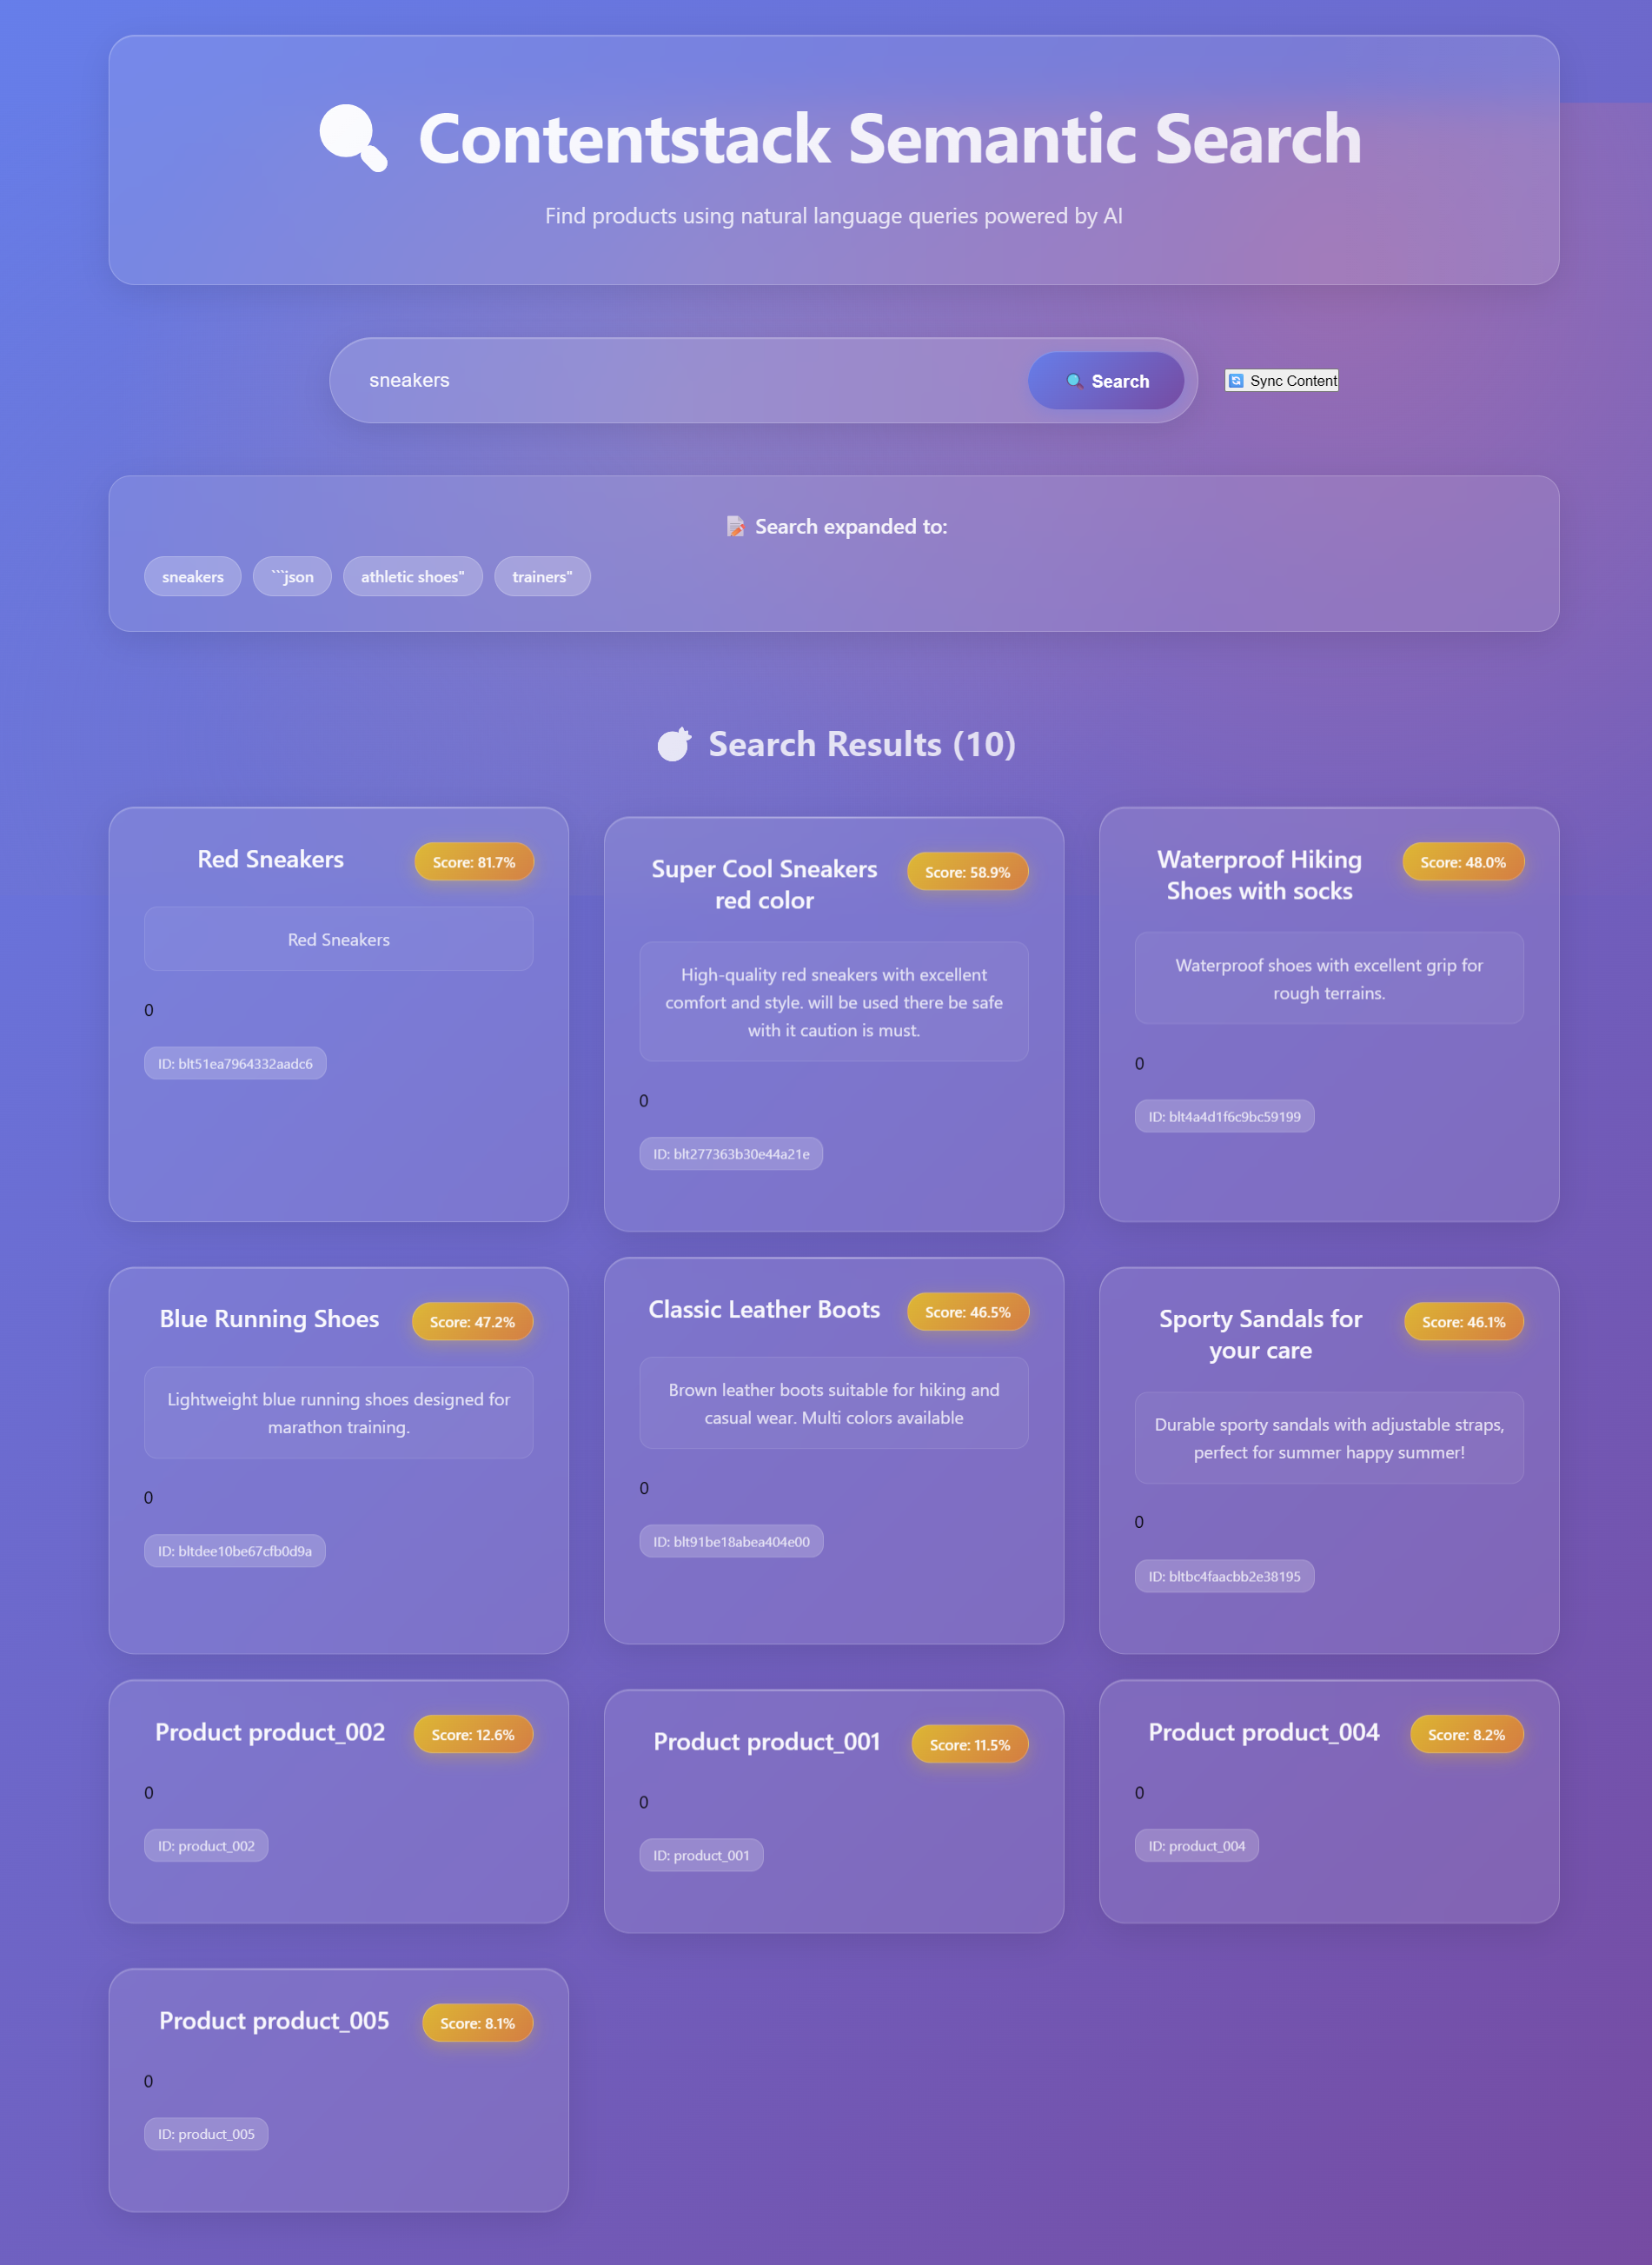 Contentstack Semantic Search
Find products using natural language queries powered by AI
sneakers
Search
Sync Content
Search expanded to:
sneakers
```json
athletic shoes"
trainers"
Search Results (10)
Red Sneakers
Score: 81.7%
Red Sneakers
0
ID: blt51ea7964332aadc6
Super Cool Sneakers
red color
Score: 58.9%
High-quality red sneakers with excellent
comfort and style. will be used there be safe
with it caution is must.
0
ID: blt277363b30e44a21e
Waterproof Hiking
Shoes with socks
Score: 48.0%
Waterproof shoes with excellent grip for
rough terrains.
0
ID: blt4a4d1f6c9bc59199
Blue Running Shoes
Score: 47.2%
Lightweight blue running shoes designed for
marathon training.
0
ID: bltdee10be67cfb0d9a
Classic Leather Boots
Score: 46.5%
Brown leather boots suitable for hiking and
casual wear. Multi colors available
0
ID: blt91be18abea404e00
Sporty Sandals for
your care
Score: 46.1%
Durable sporty sandals with adjustable straps,
perfect for summer happy summer!
0
ID: bltbc4faacbb2e38195
Product product_002
Score: 12.6%
0
ID: product_002
Product product_001
Score: 11.5%
0
ID: product_001
Product product_004
Score: 8.2%
0
ID: product_004
Product product_005
Score: 8.1%
0
ID: product_005